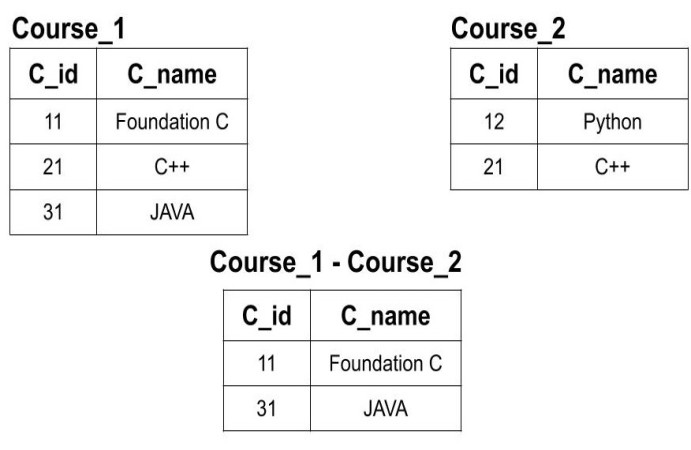 Course_1
C_id C_name
11 Foundation C
21 C++
31 JAVA
Course_2
C_id C_name
12 Python
21 C++
Course_1 - Course_2
C_id C_name
11 Foundation C
31 JAVA